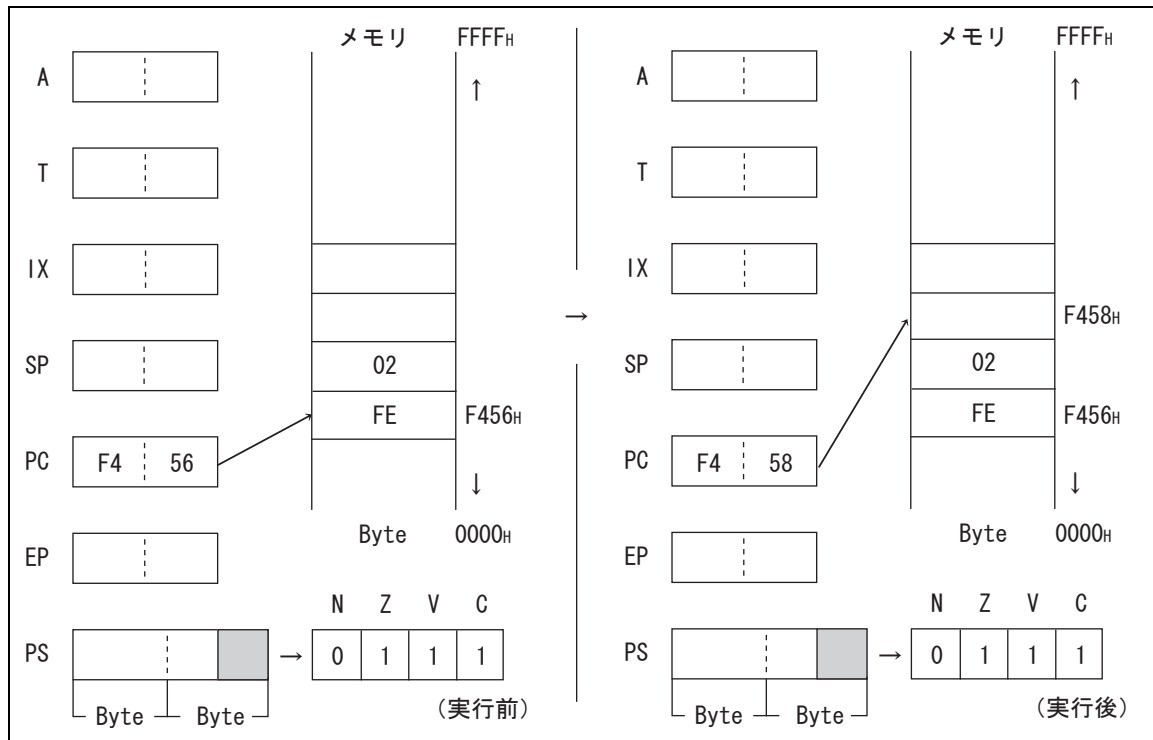 メモリ FFFFH
A
↑
T
IX
SP 02
FE F456H
PC F4 56
↓
Byte 0000H
EP
N Z V C
PS → 0 1 1 1
Byte Byte (実行前)
→
メモリ FFFFH
A
↑
T
IX
F458H
SP 02
FE F456H
PC F4 58
↓
Byte 0000H
EP
N Z V C
PS → 0 1 1 1
Byte Byte (実行後)